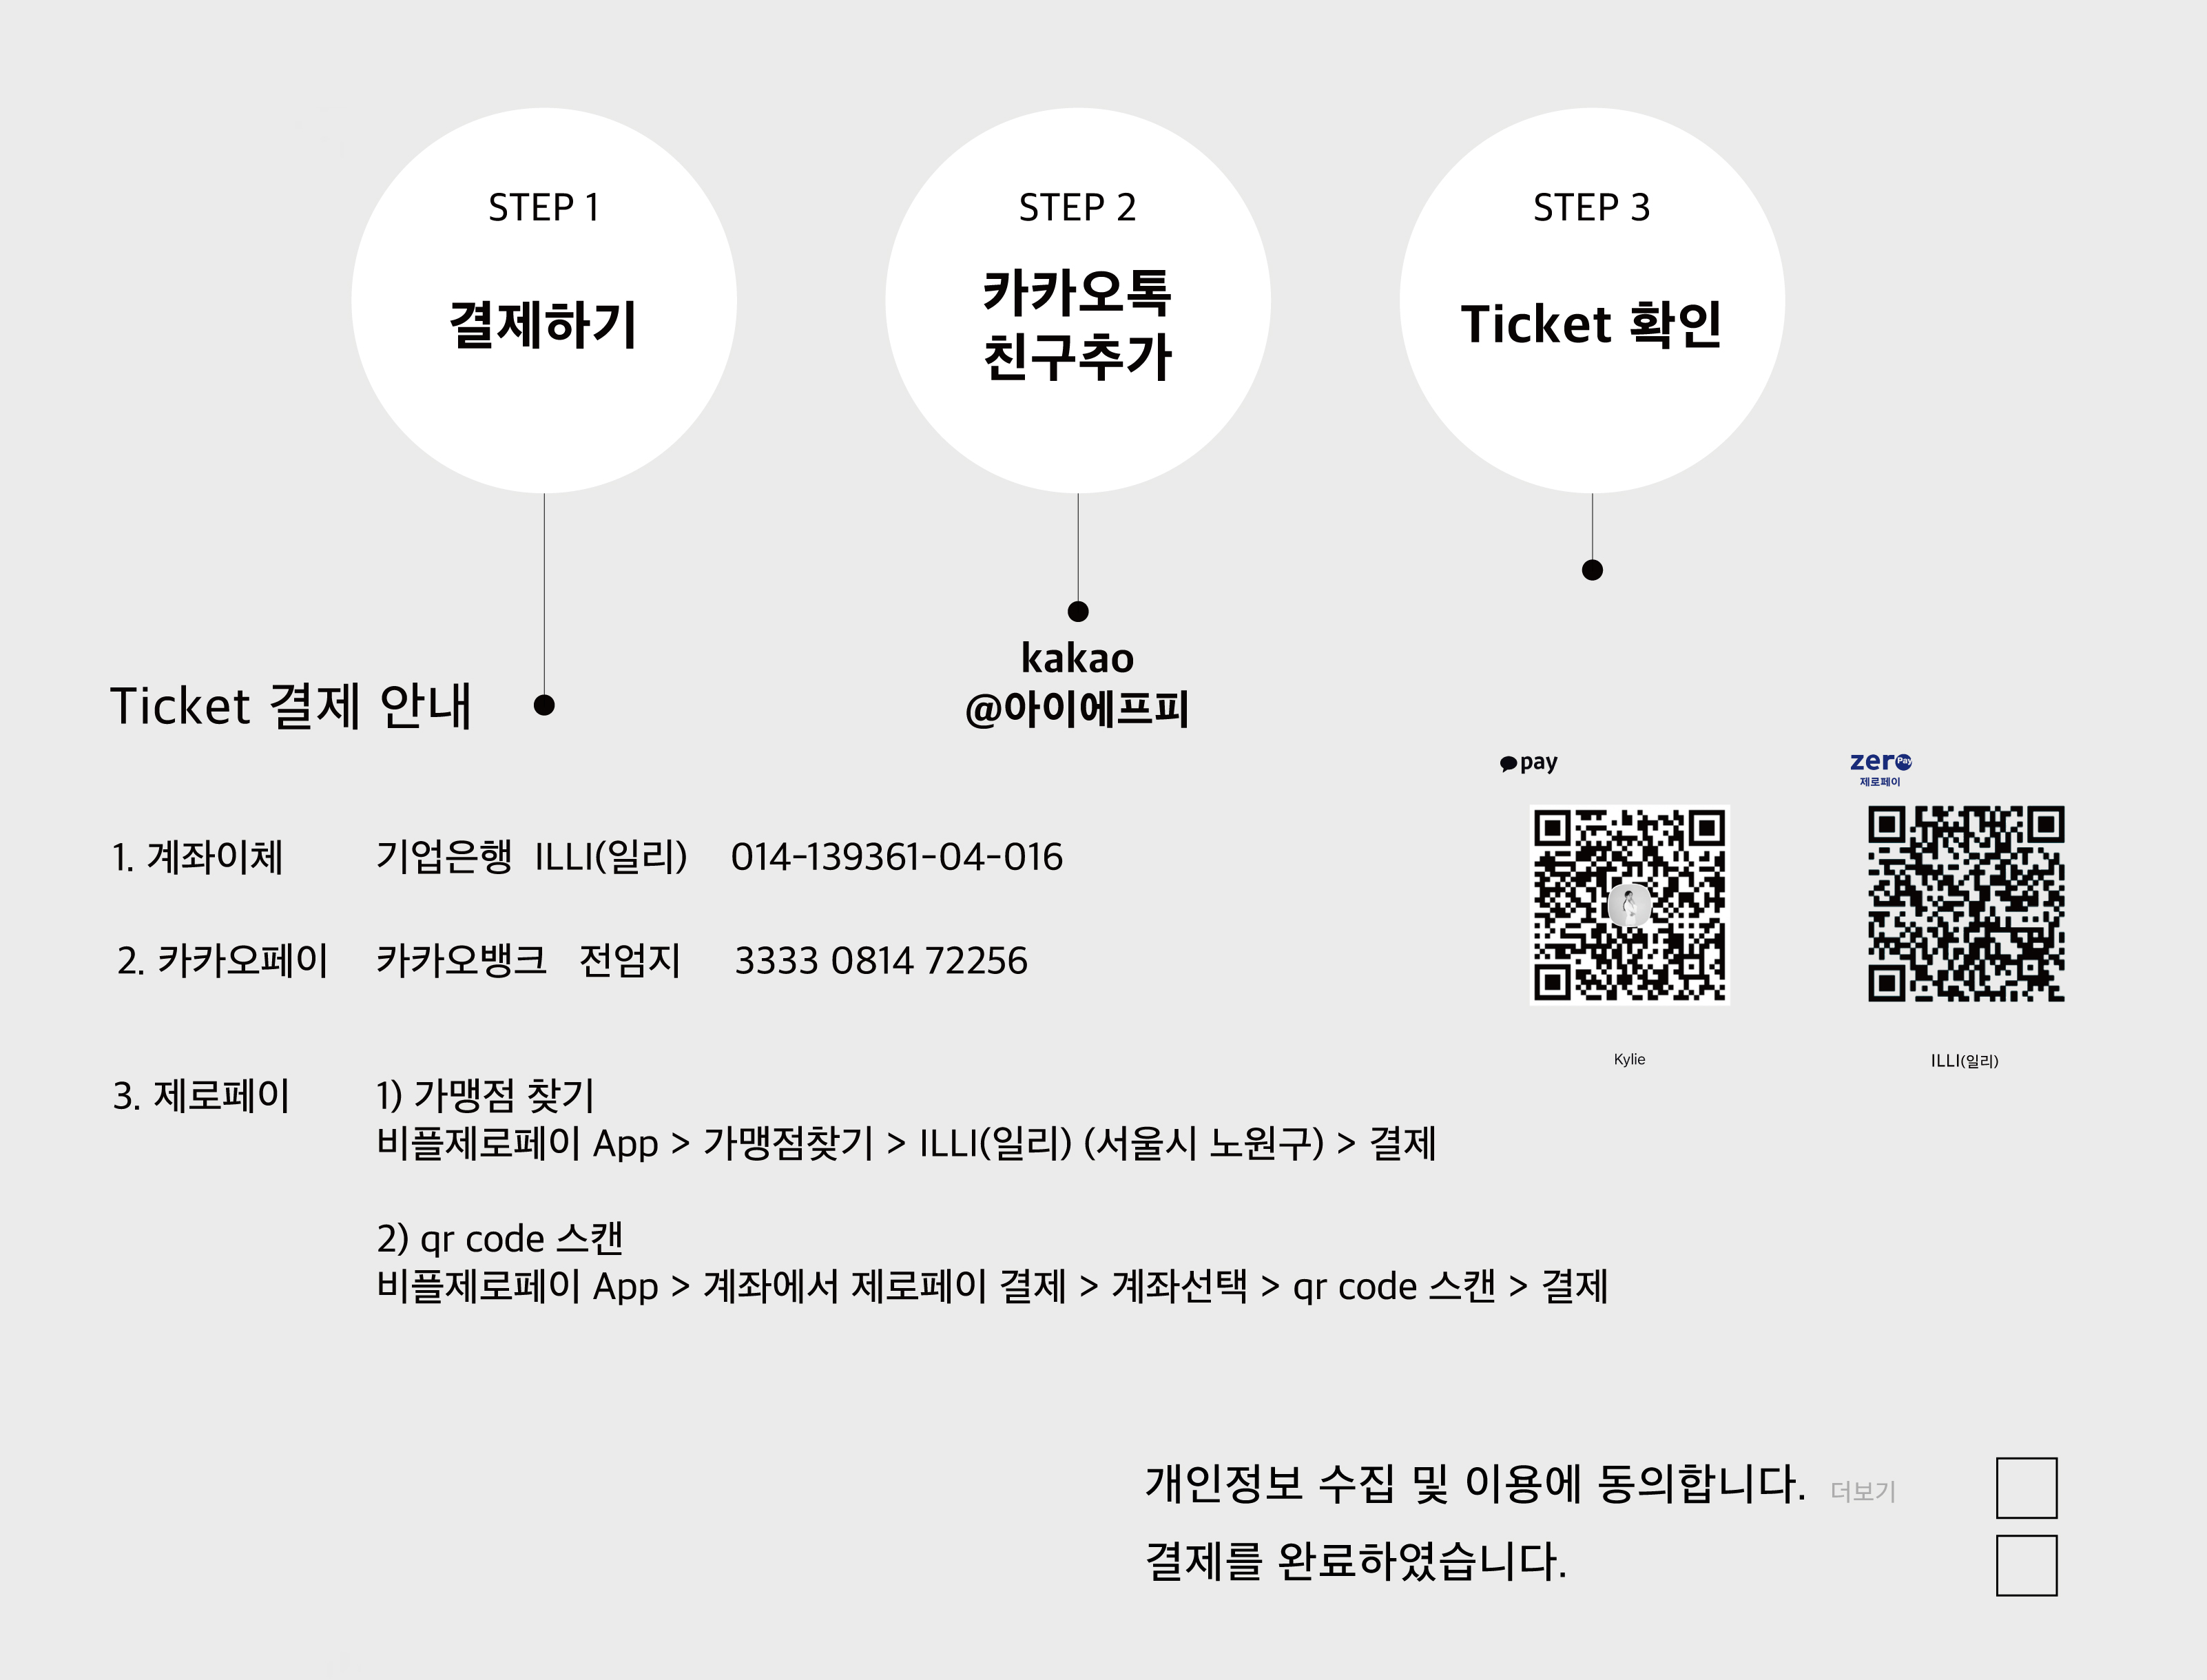 STEP 1
결제하기
STEP 2
카카오톡
친구추가
STEP 3
Ticket 확인
kakao
@아이에프피
Ticket 결제 안내
pay
zero Pay
제로페이
1. 계좌이체 기업은행 ILLI(일리) 014-139361-04-016
2. 카카오페이 카카오뱅크 전엄지 3333 0814 72256
Kylie
ILLI(일리)
3. 제로페이 1) 가맹점 찾기
비플제로페이 App > 가맹점찾기 > ILLI(일리) (서울시 노원구) > 결제
2) qr code 스캔
비플제로페이 App > 계좌에서 제로페이 결제 > 계좌선택 > qr code 스캔 > 결제
개인정보 수집 및 이용에 동의합니다. 더보기
결제를 완료하였습니다.